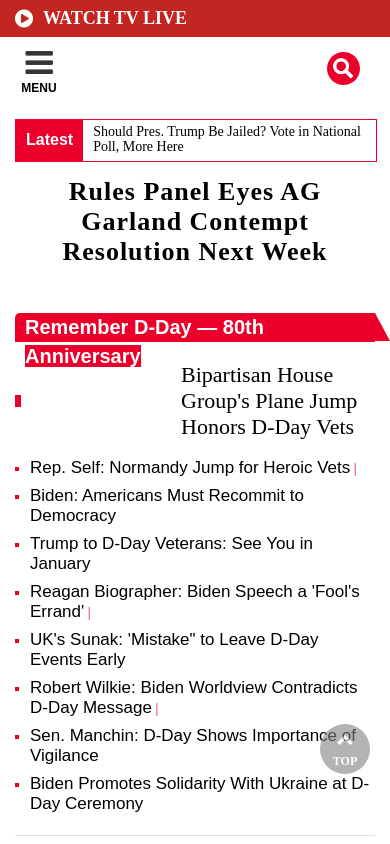 WATCH TV LIVE
MENU
Latest
Should Pres. Trump Be Jailed? Vote in National
Poll, More Here
Rules Panel Eyes AG
Garland Contempt
Resolution Next Week
Remember D-Day — 80th
Anniversary
Bipartisan House
Group's Plane Jump
Honors D-Day Vets
Rep. Self: Normandy Jump for Heroic Vets |
Biden: Americans Must Recommit to
Democracy
Trump to D-Day Veterans: See You in
January
Reagan Biographer: Biden Speech a 'Fool's
Errand' |
UK's Sunak: 'Mistake" to Leave D-Day
Events Early
Robert Wilkie: Biden Worldview Contradicts
D-Day Message |
Sen. Manchin: D-Day Shows Importance of
Vigilance
TOP
Biden Promotes Solidarity With Ukraine at D-
Day Ceremony